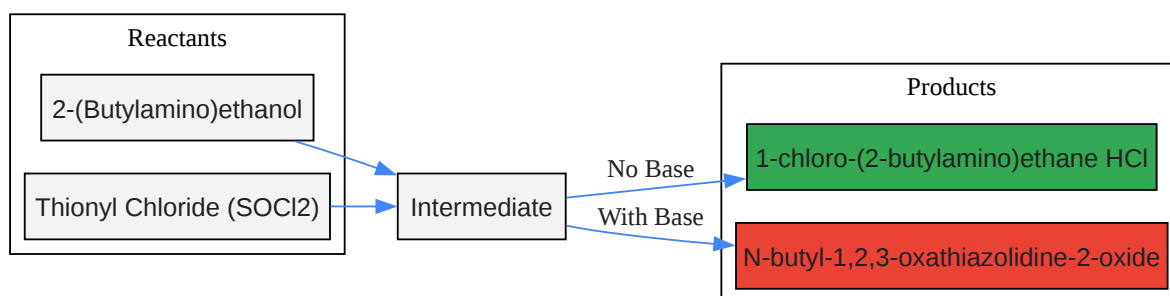 Reactants
2-(Butylamino)ethanol
Thionyl Chloride (SOCl2)
Intermediate
No Base
With Base
Products
1-chloro-(2-butylamino)ethane HCl
N-butyl-1,2,3-oxathiazolidine-2-oxide